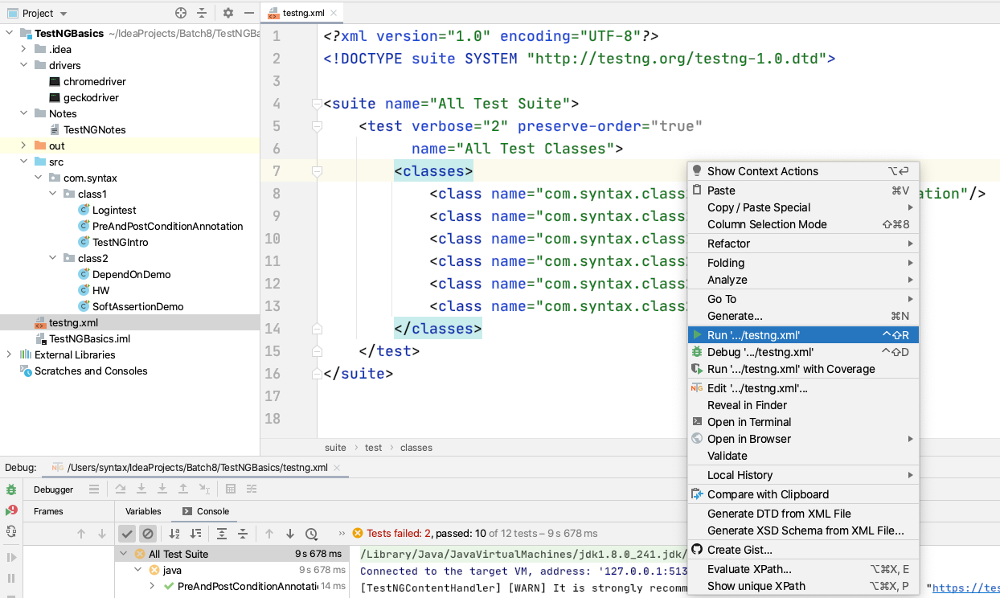 Project
testng.xml
TestNGBasics ~/IdeaProjects/Batch8/TestNGBa
.idea
drivers
chromedriver
geckodriver
Notes
TestNGNotes
out
src
com.syntax
class1
Logintest
PreAndPostConditionAnnotation
TestNGIntro
class2
DependOnDemo
HW
SoftAssertionDemo
testng.xml
TestNGBasics.iml
External Libraries
Scratches and Consoles
1 <?xml version="1.0" encoding="UTF-8"?>
2 <!DOCTYPE suite SYSTEM "http://testng.org/testng-1.0.dtd">
3
4 <suite name="All Test Suite">
5 <test verbose="2" preserve-order="true"
6 name="All Test Classes">
7 <classes>
8 <class name="com.syntax.class ation"/>
9 <class name="com.syntax.class
10 <class name="com.syntax.class
11 <class name="com.syntax.class
12 <class name="com.syntax.class
13 <class name="com.syntax.class
14 </classes>
15 </test>
16 </suite>
17
18
suite > test > classes
Show Context Actions ⌥↩
Paste ⌘V
Copy / Paste Special
Column Selection Mode ⇧⌘8
Refactor
Folding
Analyze
Go To
Generate... ⌘N
Run '.../testng.xml' ^⇧R
Debug '.../testng.xml' ^⇧D
Run '.../testng.xml' with Coverage
Edit '.../testng.xml'...
Reveal in Finder
Open in Terminal
Open in Browser
Validate
Local History
Compare with Clipboard
Generate DTD from XML File
Generate XSD Schema from XML File...
Create Gist...
Evaluate XPath... ⌥⌘X, E
Show unique XPath ⌥⌘X, P
Debug: /Users/syntax/IdeaProjects/Batch8/TestNGBasics/testng.xml
Debugger
Frames
Variables Console
» Tests failed: 2, passed: 10 of 12 tests – 9 s 678 ms
All Test Suite 9 s 678 ms
java 9 s 678 ms
PreAndPostConditionAnnotati 14 ms
/Library/Java/JavaVirtualMachines/jdk1.8.0_241.jdk/
Connected to the target VM, address: '127.0.0.1:513
[TestNGContentHandler] [WARN] It is strongly recomm "https://tes